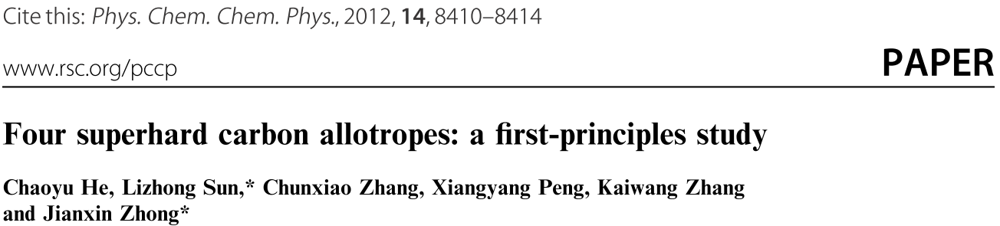 Cite this: Phys. Chem. Chem. Phys., 2012, 14, 8410–8414
www.rsc.org/pccp
PAPER
Four superhard carbon allotropes: a first-principles study
Chaoyu He, Lizhong Sun,* Chunxiao Zhang, Xiangyang Peng, Kaiwang Zhang
and Jianxin Zhong*